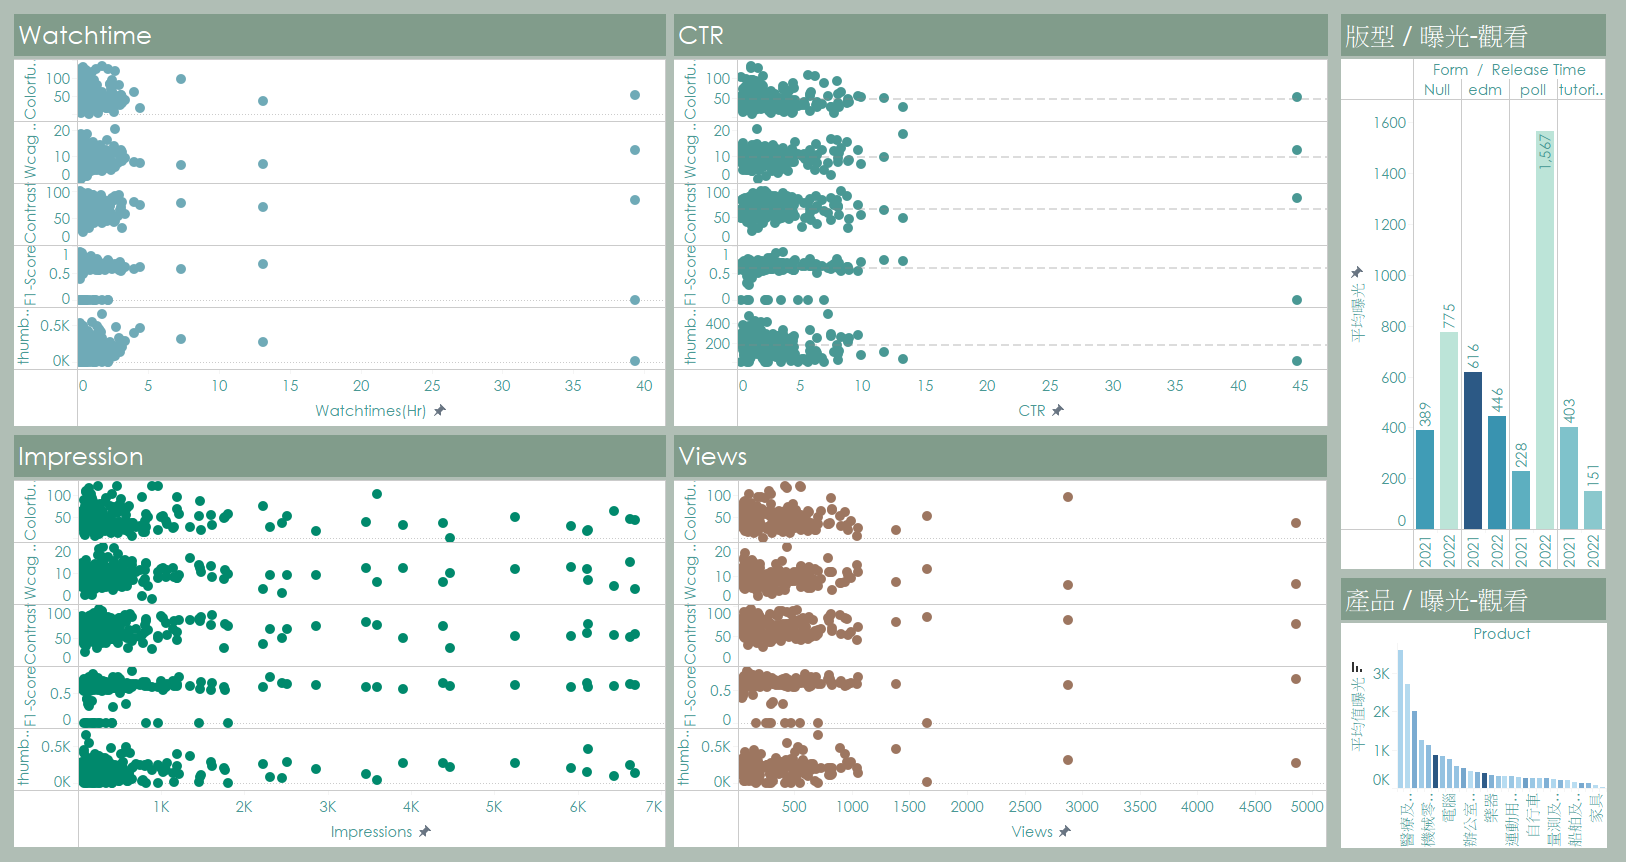 Watchtime
Colorfu..
100
50
Wcag ..
20
10
0
Contrast
100
50
0
F1-Score
1
0.5
0
thumb..
0.5K
0K
0 5 10 15 20 25 30 35 40
Watchtimes(Hr)
CTR
Colorfu..
100
50
Wcag ..
20
10
0
Contrast
100
50
0
F1-Score
1
0.5
0
thumb..
400
200
0 5 10 15 20 25 30 35 40 45
CTR
Impression
Colorfu..
100
50
Wcag ..
20
10
0
Contrast
100
50
0
F1-Score
0.5
0
thumb..
0.5K
0K
1K 2K 3K 4K 5K 6K 7K
Impressions
Views
Colorfu..
100
50
Wcag ..
20
10
0
Contrast
100
50
0
F1-Score
0.5
0
thumb..
0.5K
0K
500 1000 1500 2000 2500 3000 3500 4000 4500 5000
Views
版型 / 曝光-觀看
Form / Release Time
Null edm poll tutori..
平均曝光
1600
1400
1200
1000
800
600
400
200
0
389 775 616 446 228 1,567 403 151
2021 2022 2021 2022 2021 2022 2021 2022
產品 / 曝光-觀看
Product
平均值曝光
3K
2K
1K
0K
醫療及.. 機械零.. 電腦 辦公室.. 樂器 運動用.. 自行車 量測及.. 船舶及.. 家具